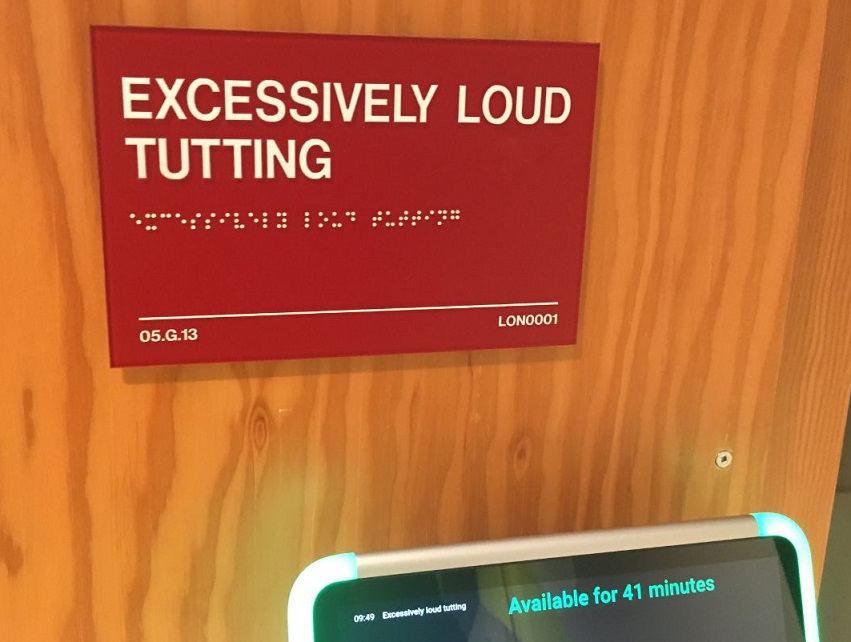 EXCESSIVELY LOUD
TUTTING
⠑⠭⠉⠑⠎⠎⠊⠧⠑⠇⠽ ⠇⠕⠥⠙ ⠞⠥⠞⠞⠊⠝⠛
05.G.13 LON0001
09:49 Excessively loud tutting Available for 41 minutes